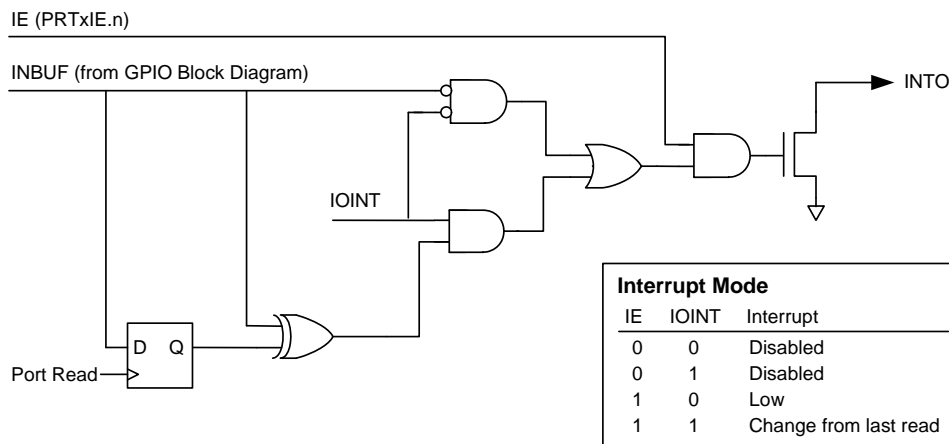 IE (PRTxIE.n)
INBUF (from GPIO Block Diagram)
INTO
IOINT
D Q
Port Read
Interrupt Mode
IE IOINT Interrupt
0 0 Disabled
0 1 Disabled
1 0 Low
1 1 Change from last read